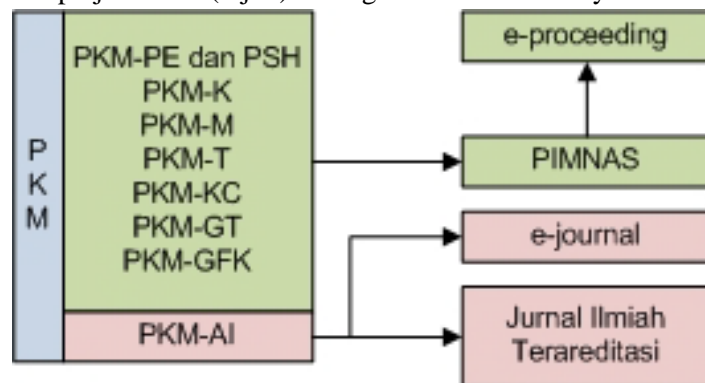 P
K
M
PKM-PE dan PSH
PKM-K
PKM-M
PKM-T
PKM-KC
PKM-GT
PKM-GFK
PKM-AI
e-proceeding
PIMNAS
e-journal
Jurnal Ilmiah
Terareditasi